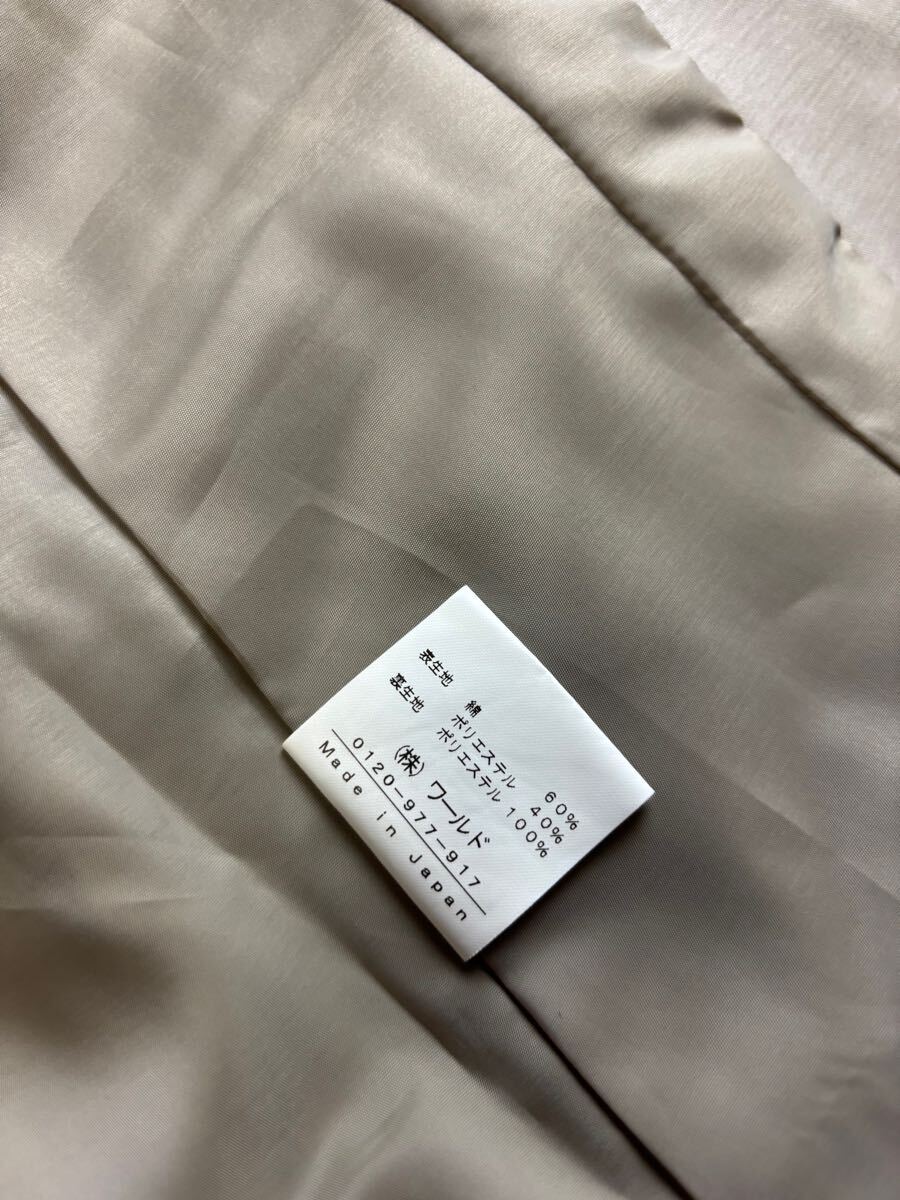 表生地 綿 60%
ポリエステル 40%
裏生地 ポリエステル 100%
(株) ワールド
0120-977-917
Made in Japan